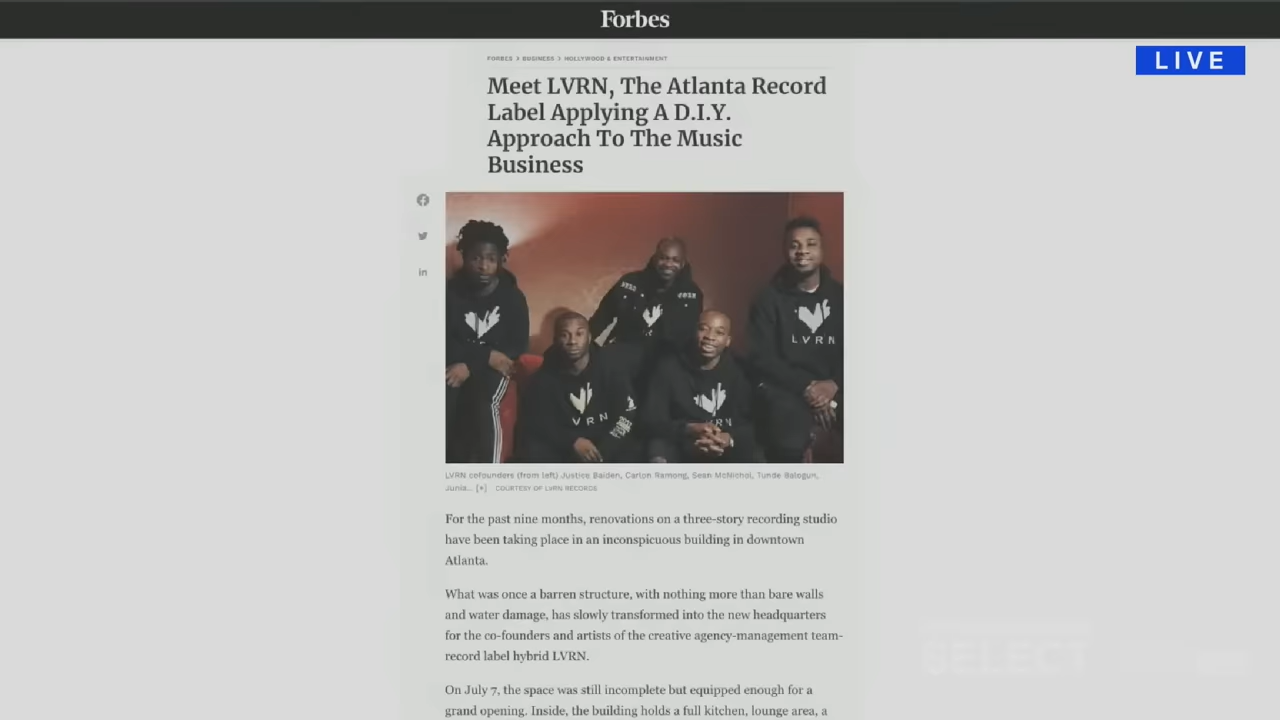 Forbes
LIVE
FORBES > BUSINESS > HOLLYWOOD & ENTERTAINMENT
Meet LVRN, The Atlanta Record
Label Applying A D.I.Y.
Approach To The Music
Business
in
LVRN
VRN
VRN
LVRN cofounders (from left) Justice Baiden, Carlon Ramong, Sean McNichol, Tunde Balogun,
Junia... [+] COURTESY OF LVRN RECORDS
For the past nine months, renovations on a three-story recording studio
have been taking place in an inconspicuous building in downtown
Atlanta.
What was once a barren structure, with nothing more than bare walls
and water damage, has slowly transformed into the new headquarters
for the co-founders and artists of the creative agency-management team-
record label hybrid LVRN.
SELECT
On July 7, the space was still incomplete but equipped enough for a
grand opening. Inside, the building holds a full kitchen, lounge area, a